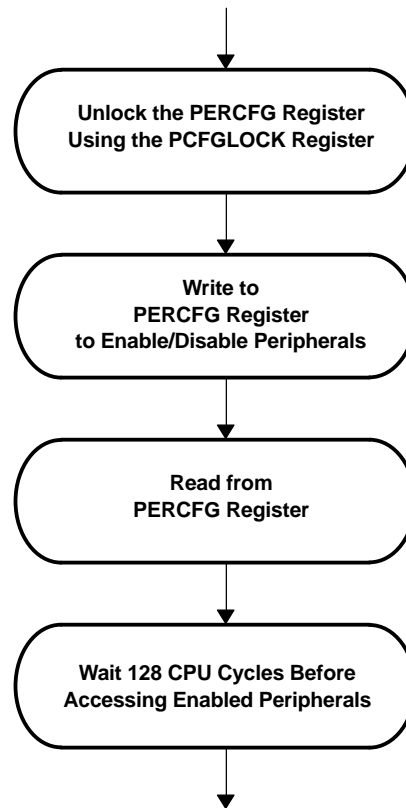 Unlock the PERCFG Register
Using the PCFGLOCK Register
Write to
PERCFG Register
to Enable/Disable Peripherals
Read from
PERCFG Register
Wait 128 CPU Cycles Before
Accessing Enabled Peripherals